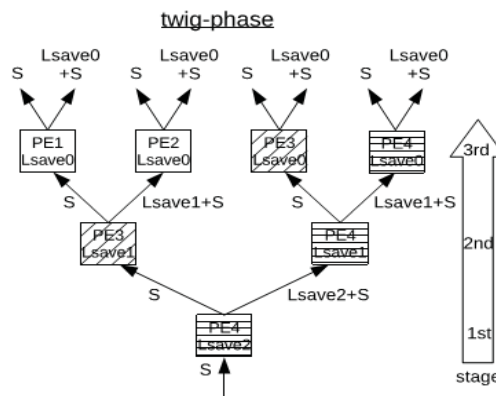 twig-phase
Lsave0 Lsave0 Lsave0 Lsave0
S +S S +S S +S S +S
PE1 PE2 PE3 PE4
Lsave0 Lsave0 Lsave0 Lsave0
3rd
S Lsave1+S S Lsave1+S
PE3 PE4
Lsave1 Lsave1
2nd
S Lsave2+S
PE4
Lsave2
1st
S
stage